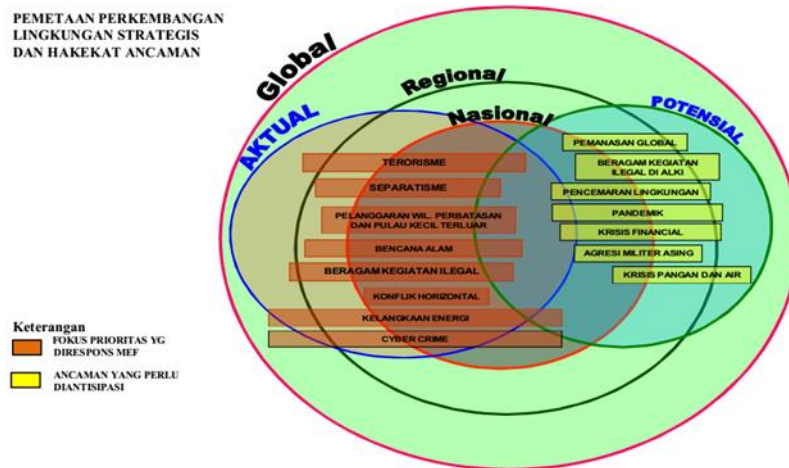 PEMETAAN PERKEMBANGAN
LINGKUNGAN STRATEGIS
DAN HAKEKAT ANCAMAN
Global
Regional
Nasional
AKTUAL
POTENSIAL
TERORISME
SEPARATISME
PELANGGARAN WIL. PERBATASAN
DAN PULAU KECIL TERLUAR
BENCANA ALAM
BERAGAM KEGIATAN ILEGAL
KONFLIK HORIZONTAL
KELANGKAAN ENERGI
CYBER CRIME
PEMANASAN GLOBAL
BERAGAM KEGIATAN
ILEGAL DI ALKI
PENCEMARAN LINGKUNGAN
PANDEMIK
KRISIS FINANCIAL
AGRESI MILITER ASING
KRISIS PANGAN DAN AIR
Keterangan
FOKUS PRIORITAS YG
DIRESPONS MEF
ANCAMAN YANG PERLU
DIANTISIPASI